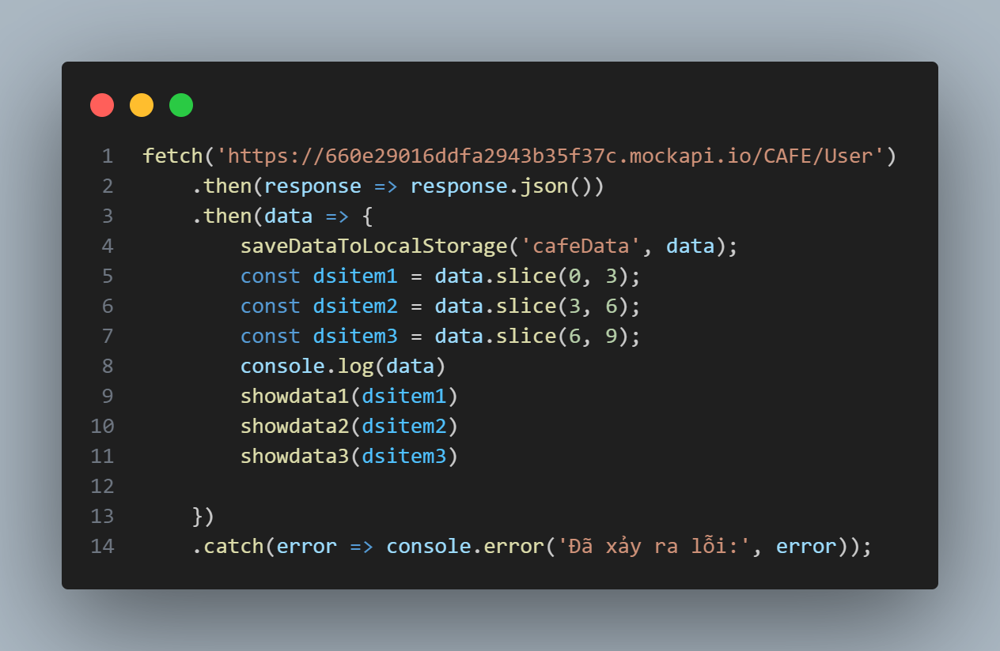 1 fetch('https://660e29016ddfa2943b35f37c.mockapi.io/CAFE/User')
2     .then(response => response.json())
3     .then(data => {
4         saveDataToLocalStorage('cafeData', data);
5         const dsitem1 = data.slice(0, 3);
6         const dsitem2 = data.slice(3, 6);
7         const dsitem3 = data.slice(6, 9);
8         console.log(data)
9         showdata1(dsitem1)
10         showdata2(dsitem2)
11         showdata3(dsitem3)
12
13     })
14     .catch(error => console.error('Đã xảy ra lỗi:', error));